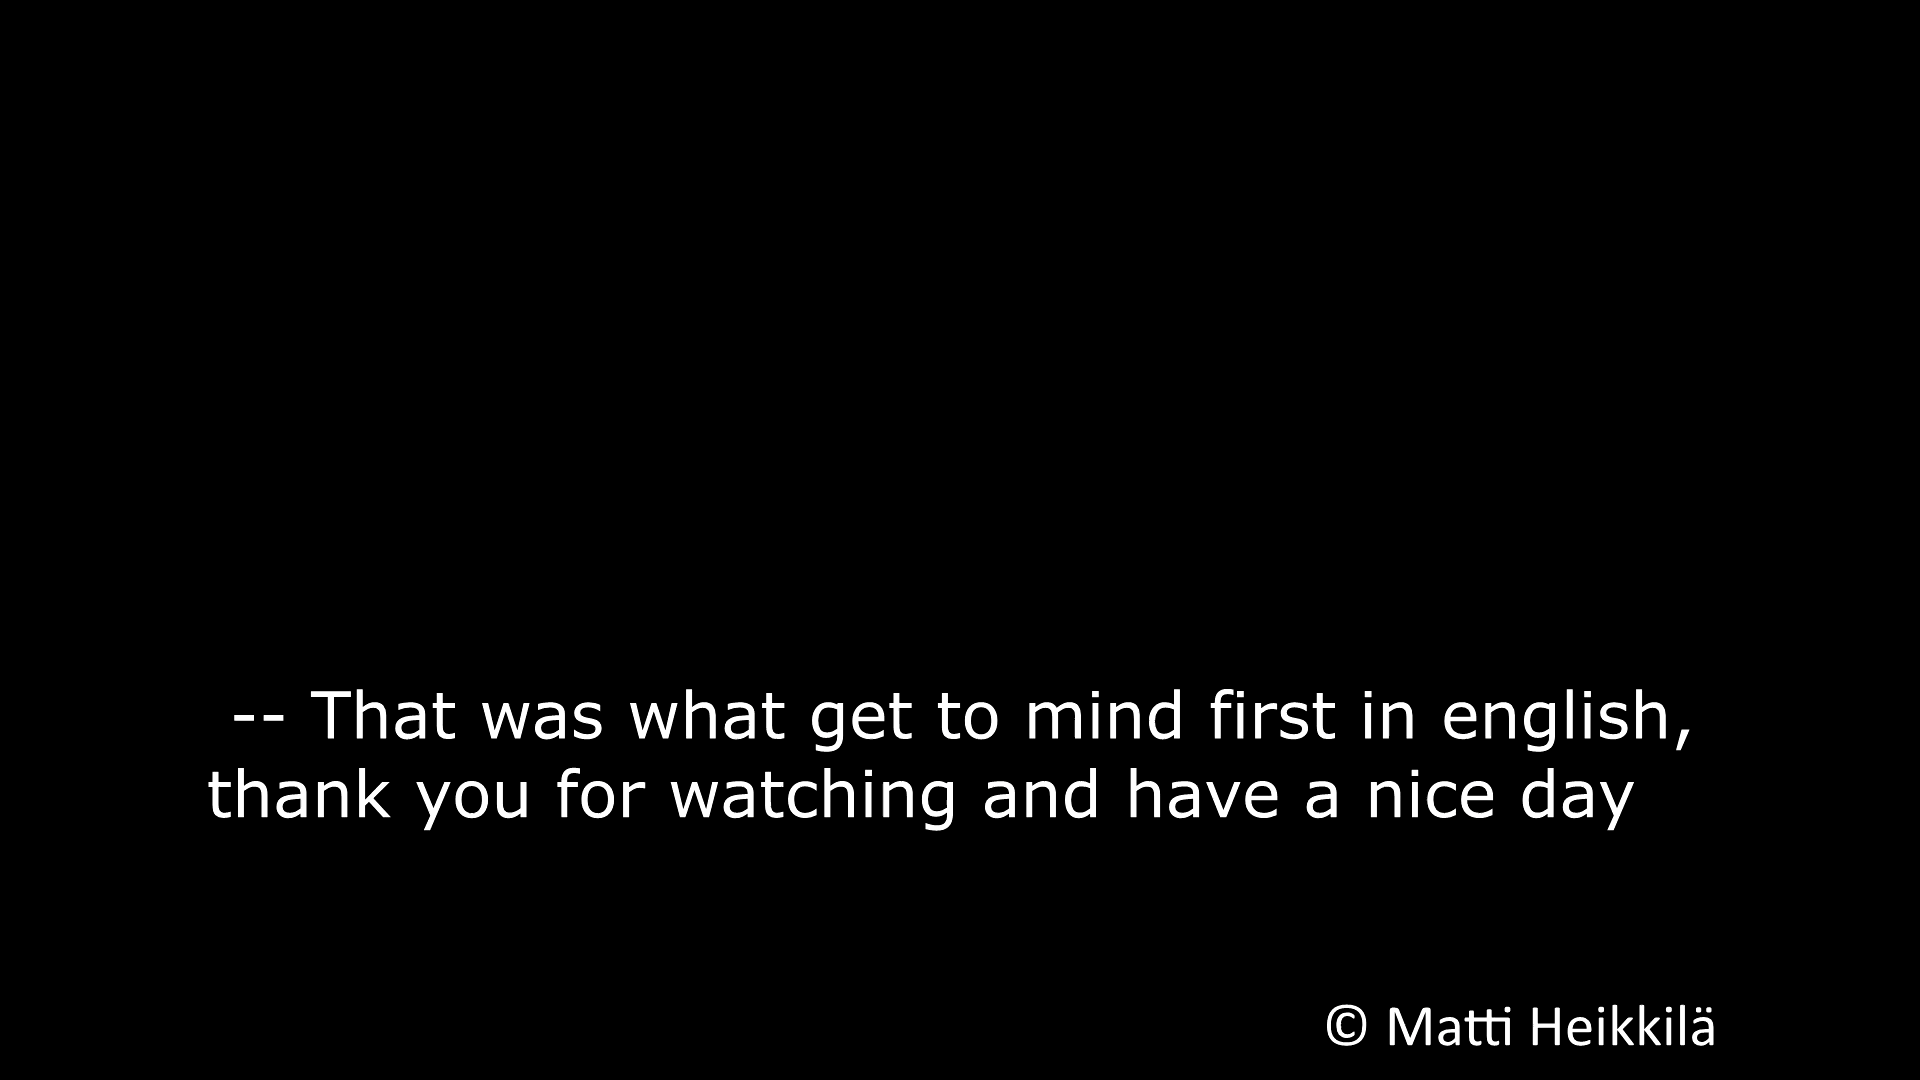 -- That was what get to mind first in english,
thank you for watching and have a nice day
© Matti Heikkilä